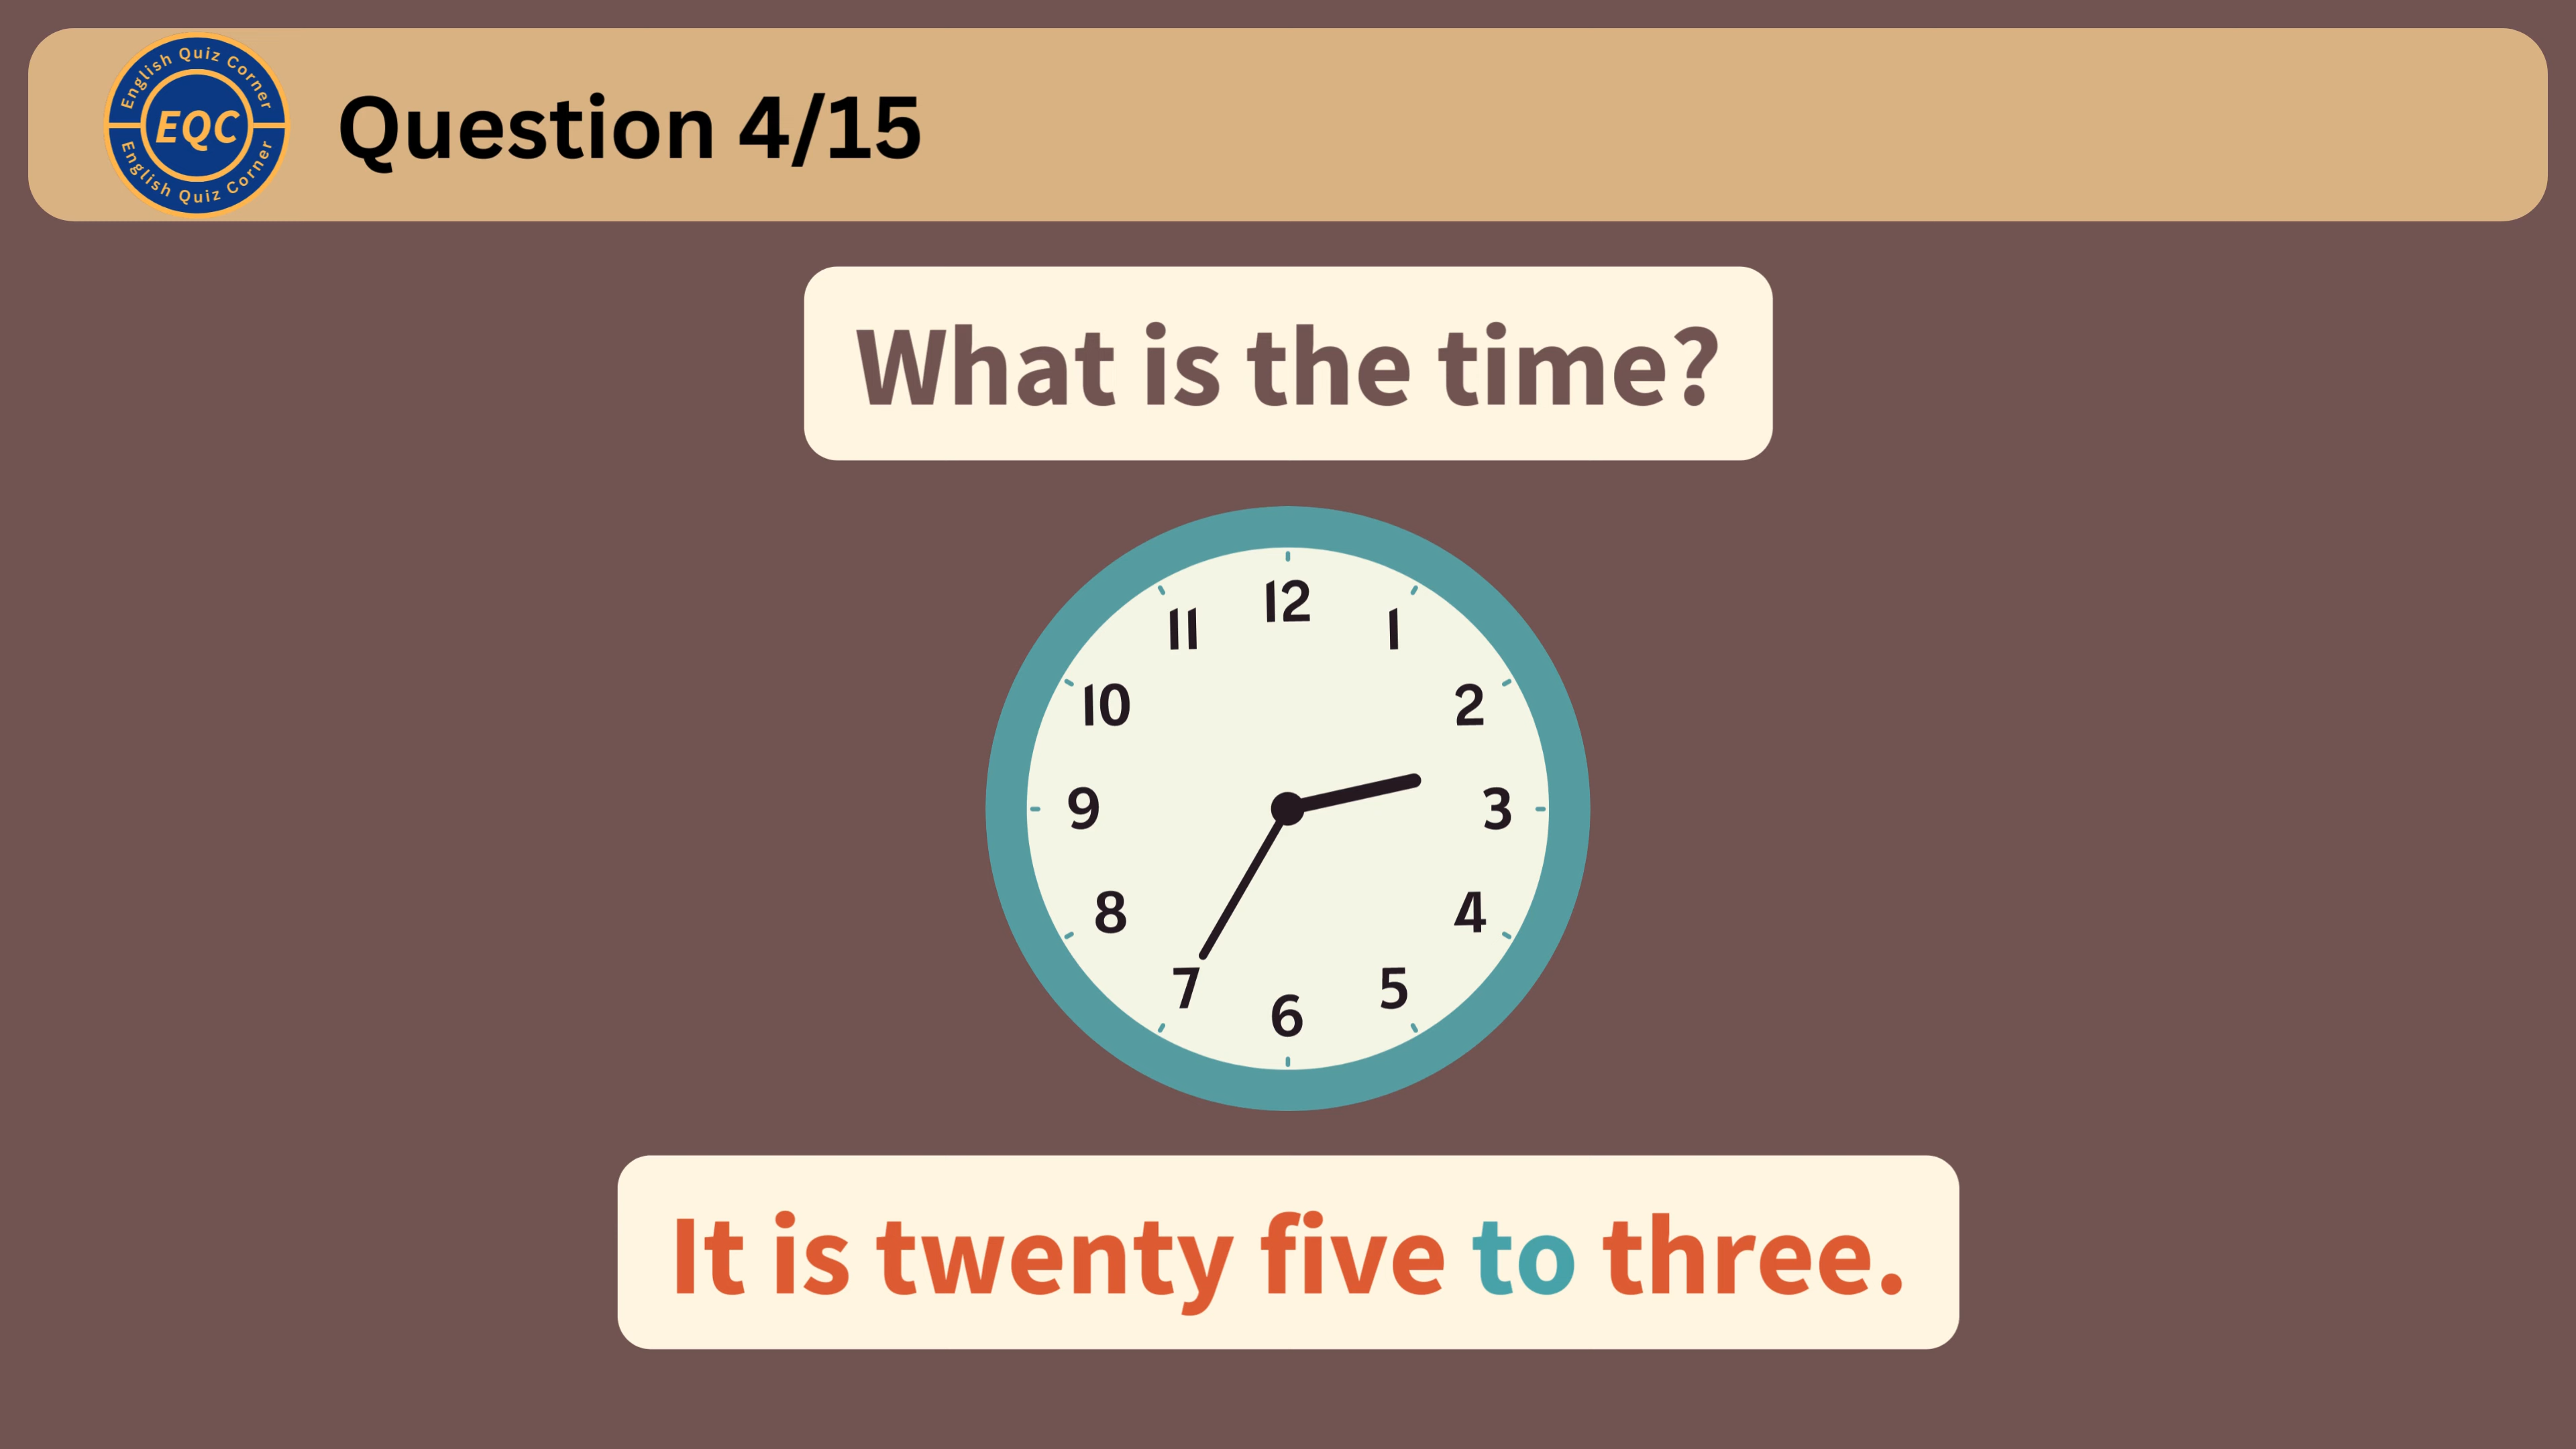 English Quiz Corner
EQC
English Quiz Corner
Question 4/15
What is the time?
12
11
1
10
2
9
3
8
4
7
5
6
It is twenty five to three.